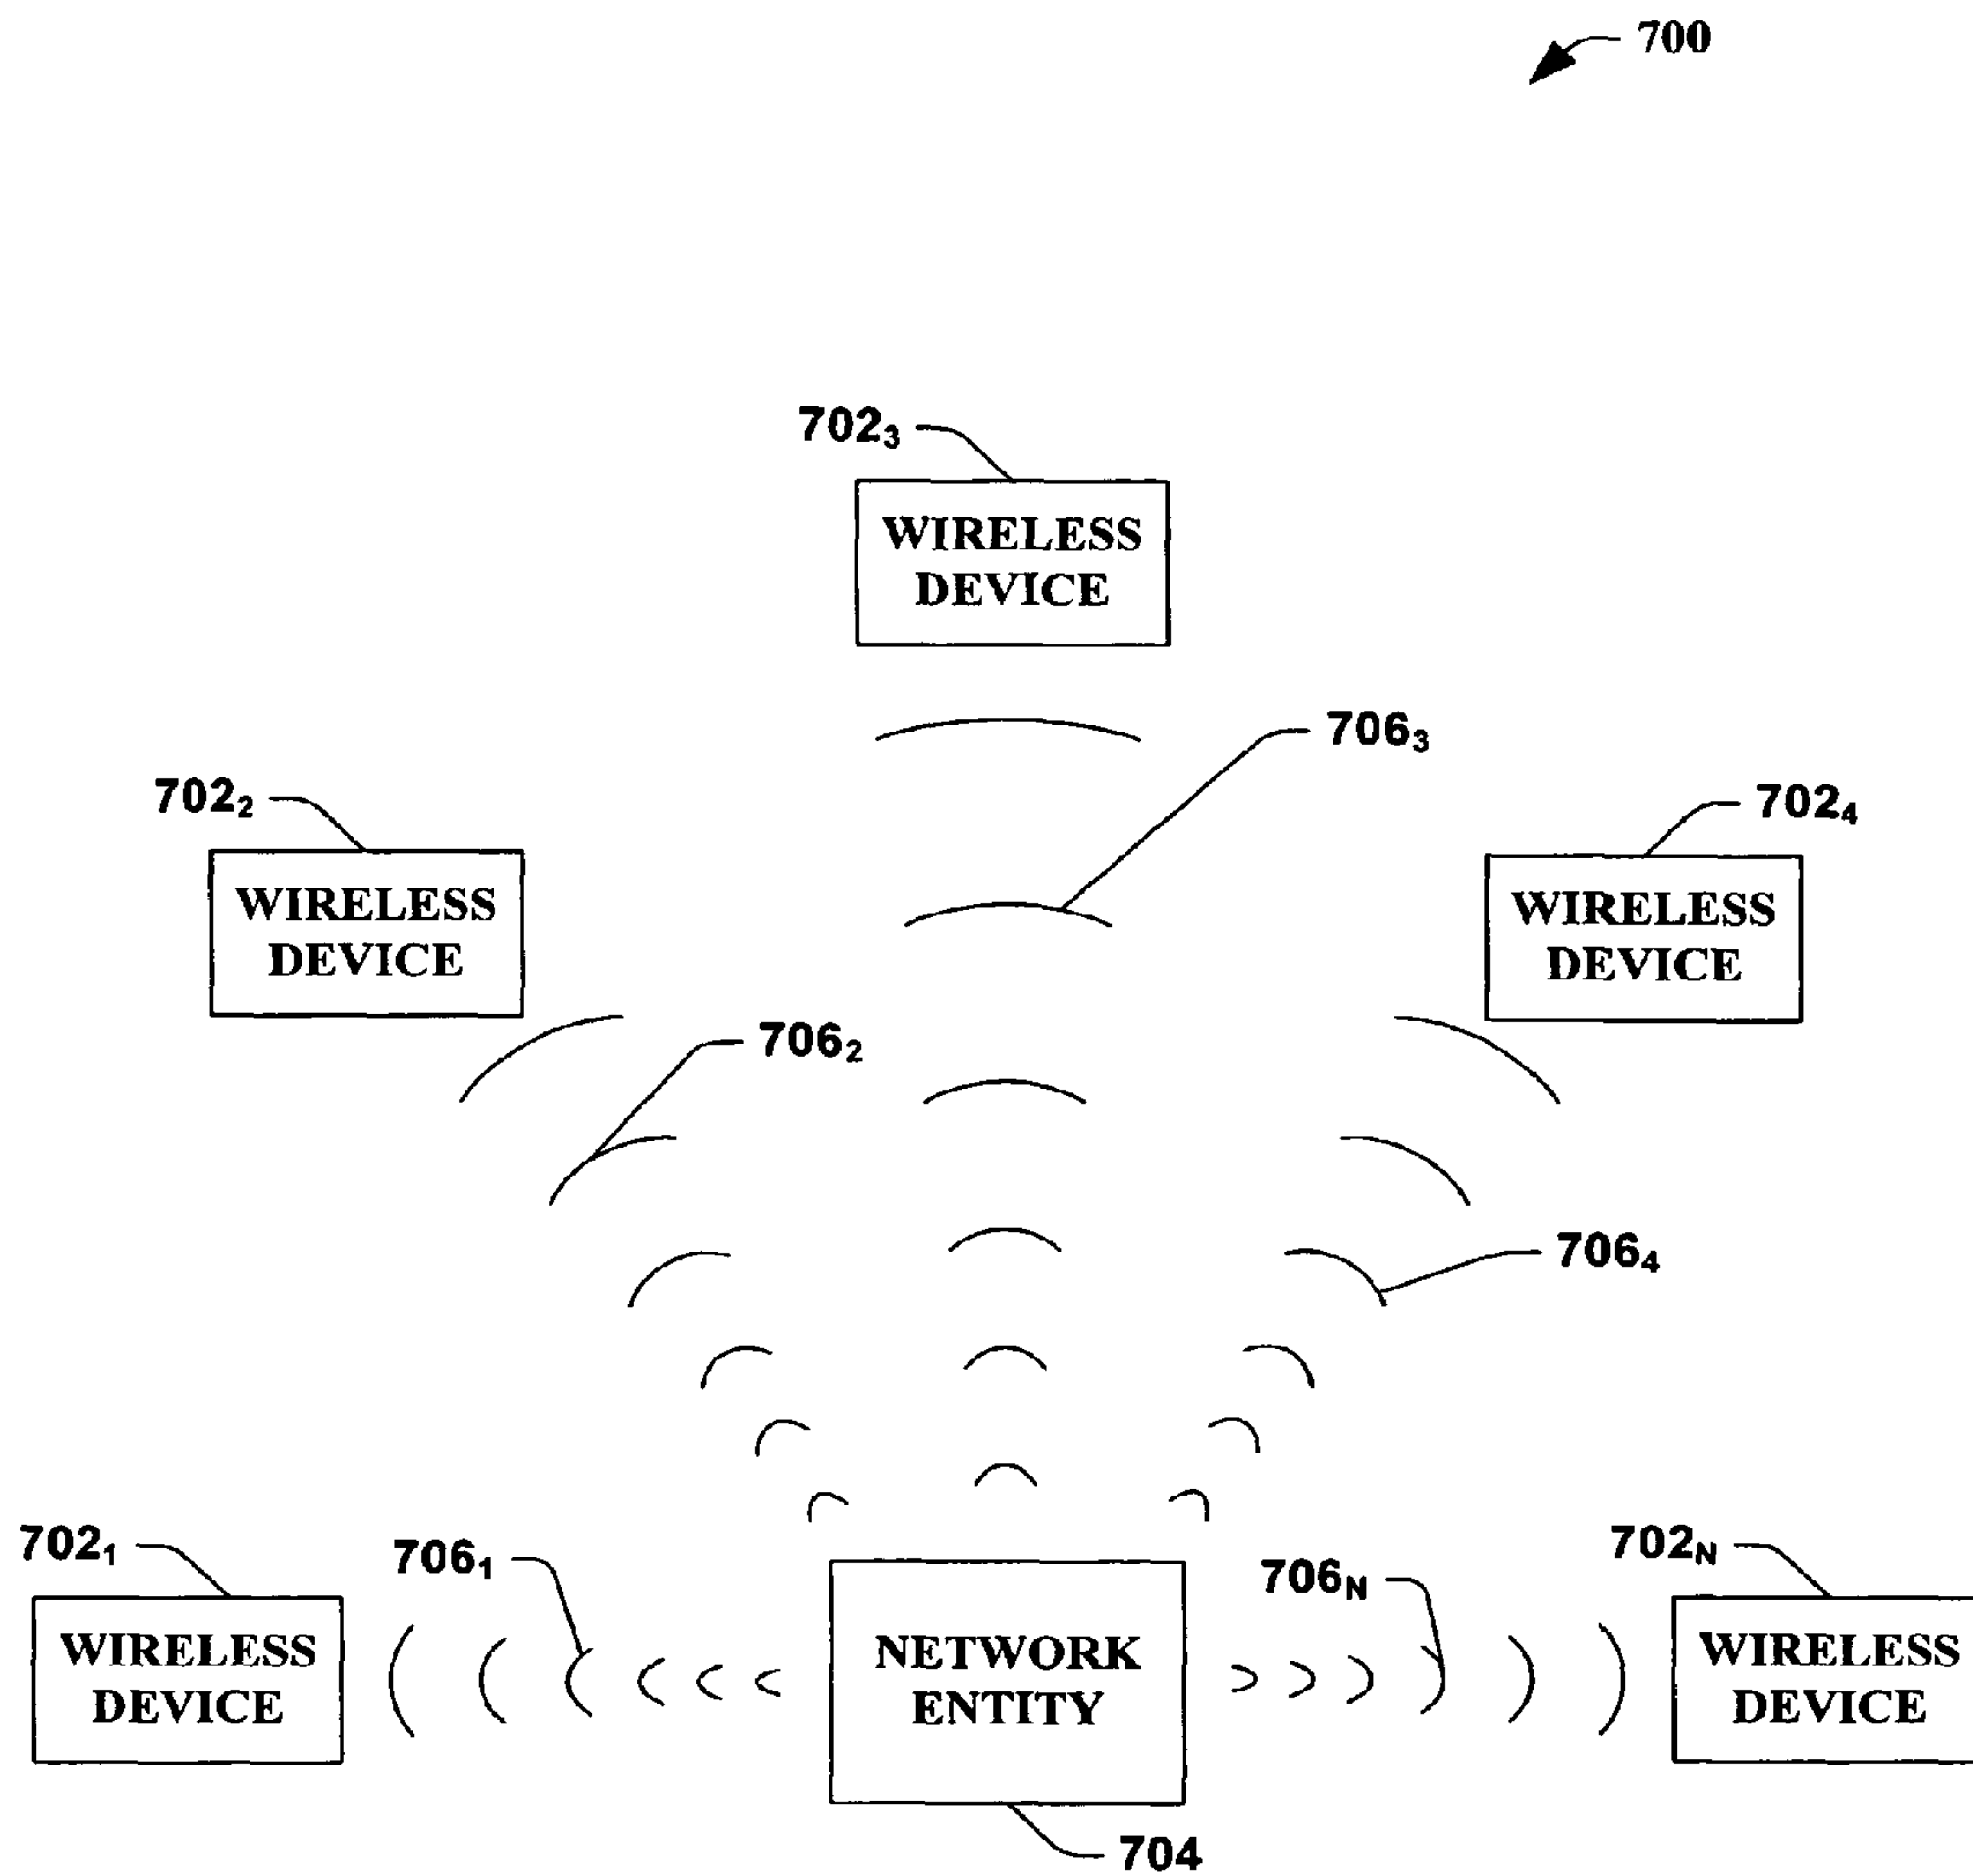 700
702₃
WIRELESS
DEVICE
706₃
702₂
WIRELESS
DEVICE
702₄
WIRELESS
DEVICE
706₂
706₄
702₁
WIRELESS
DEVICE
706₁
NETWORK
ENTITY
704
706N
702N
WIRELESS
DEVICE